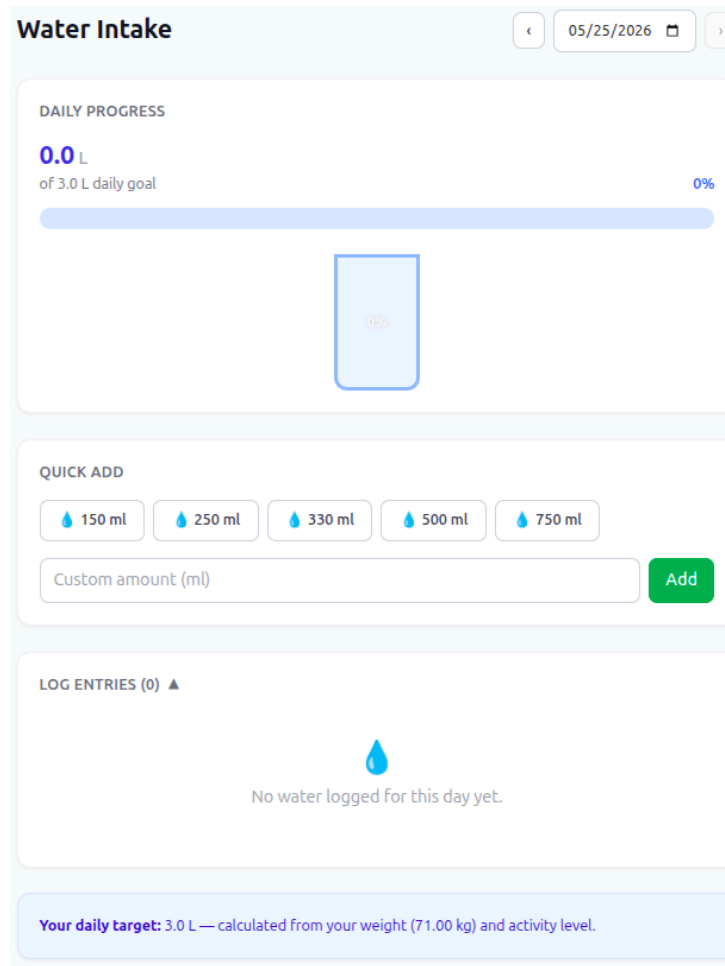 Water Intake
‹ 05/25/2026 ›
DAILY PROGRESS
0.0 L
of 3.0 L daily goal 0%
0%
QUICK ADD
150 ml 250 ml 330 ml 500 ml 750 ml
Custom amount (ml) Add
LOG ENTRIES (0) ▲
No water logged for this day yet.
Your daily target: 3.0 L — calculated from your weight (71.00 kg) and activity level.